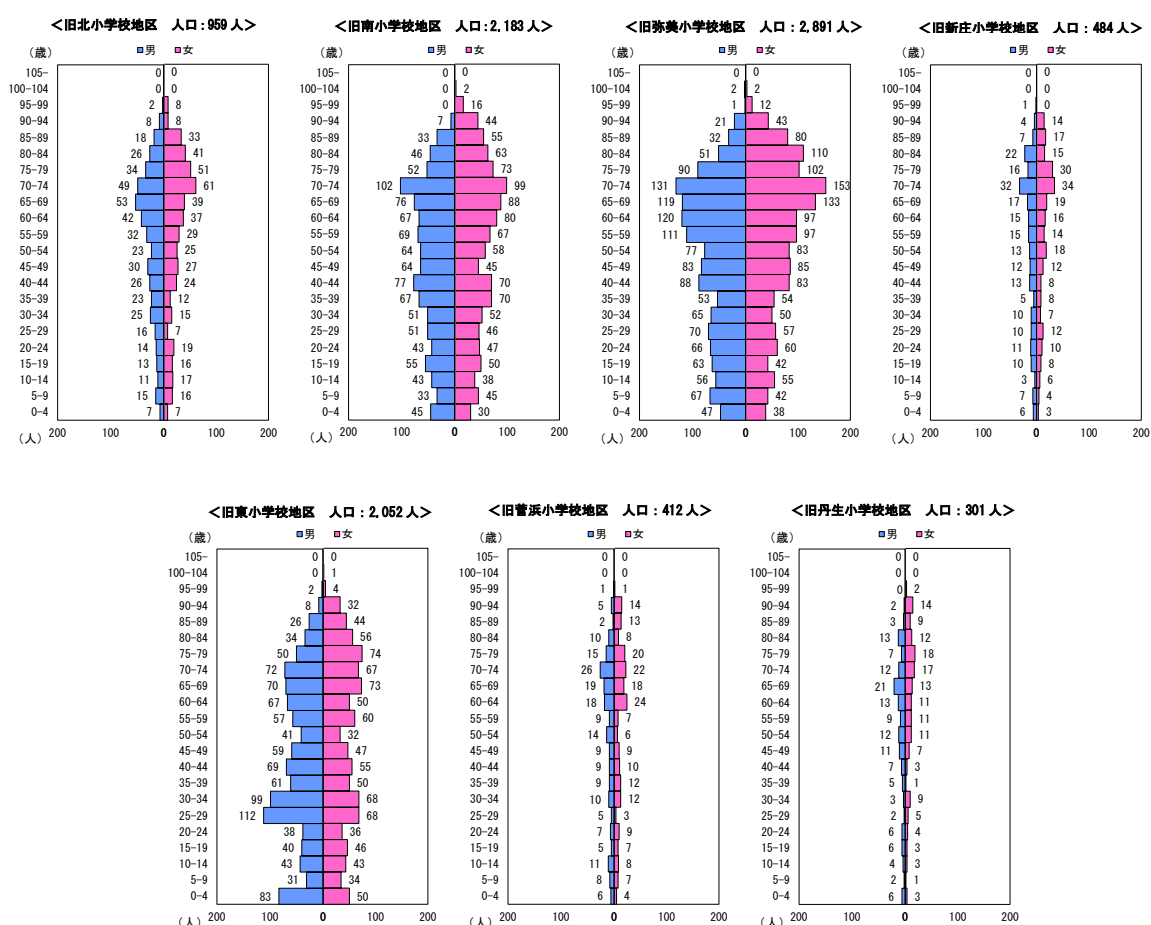 ＜旧北小学校地区　人口：959人＞
（歳） ■男 ■女
105- 0 0
100-104 0 0
95-99 2 8
90-94 8 8
85-89 18 33
80-84 26 41
75-79 34 51
70-74 49 61
65-69 53 39
60-64 42 37
55-59 32 29
50-54 23 25
45-49 30 27
40-44 26 24
35-39 23 12
30-34 25 15
25-29 16 7
20-24 14 19
15-19 13 16
10-14 11 17
5-9 15 16
0-4 7 7
（人） 200 100 0 100 200
＜旧南小学校地区　人口：2,183人＞
（歳） ■男 ■女
105- 0 0
100-104 0 2
95-99 0 16
90-94 7 44
85-89 33 55
80-84 46 63
75-79 52 73
70-74 102 99
65-69 76 88
60-64 67 80
55-59 69 67
50-54 64 58
45-49 64 45
40-44 77 70
35-39 67 70
30-34 51 52
25-29 51 46
20-24 43 47
15-19 55 50
10-14 43 38
5-9 33 45
0-4 45 30
（人） 200 100 0 100 200
＜旧弥美小学校地区　人口：2,891人＞
（歳） ■男 ■女
105- 0 0
100-104 2 2
95-99 1 12
90-94 21 43
85-89 32 80
80-84 51 110
75-79 90 102
70-74 131 153
65-69 119 133
60-64 120 97
55-59 111 97
50-54 77 83
45-49 83 85
40-44 88 83
35-39 53 54
30-34 65 50
25-29 70 57
20-24 66 60
15-19 63 42
10-14 56 55
5-9 67 42
0-4 47 38
（人） 200 100 0 100 200
＜旧新庄小学校地区　人口：484人＞
（歳） ■男 ■女
105- 0 0
100-104 0 0
95-99 1 0
90-94 4 14
85-89 7 17
80-84 22 15
75-79 16 30
70-74 32 34
65-69 17 19
60-64 15 16
55-59 15 14
50-54 13 18
45-49 12 12
40-44 13 8
35-39 5 8
30-34 10 7
25-29 10 12
20-24 11 10
15-19 10 8
10-14 3 6
5-9 7 4
0-4 6 3
（人） 200 100 0 100 200
＜旧東小学校地区　人口：2,052人＞
（歳） ■男 ■女
105- 0 0
100-104 0 1
95-99 2 4
90-94 8 32
85-89 26 44
80-84 34 56
75-79 50 74
70-74 72 67
65-69 70 73
60-64 67 50
55-59 57 60
50-54 41 32
45-49 59 47
40-44 69 55
35-39 61 50
30-34 99 68
25-29 112 68
20-24 38 36
15-19 40 46
10-14 43 43
5-9 31 34
0-4 83 50
（人） 200 100 0 100 200
＜旧菅浜小学校地区　人口：412人＞
（歳） ■男 ■女
105- 0 0
100-104 0 0
95-99 1 1
90-94 5 14
85-89 2 13
80-84 10 8
75-79 15 20
70-74 26 22
65-69 19 18
60-64 18 24
55-59 9 7
50-54 14 6
45-49 9 9
40-44 9 10
35-39 9 12
30-34 10 12
25-29 5 3
20-24 7 9
15-19 5 7
10-14 11 8
5-9 8 7
0-4 6 4
（人） 200 100 0 100 200
＜旧丹生小学校地区　人口：301人＞
（歳） ■男 ■女
105- 0 0
100-104 0 0
95-99 0 2
90-94 2 14
85-89 3 9
80-84 13 12
75-79 7 18
70-74 12 17
65-69 21 13
60-64 13 11
55-59 9 11
50-54 12 11
45-49 11 7
40-44 7 3
35-39 5 1
30-34 3 9
25-29 2 5
20-24 6 4
15-19 6 3
10-14 4 3
5-9 2 1
0-4 6 3
（人） 200 100 0 100 200